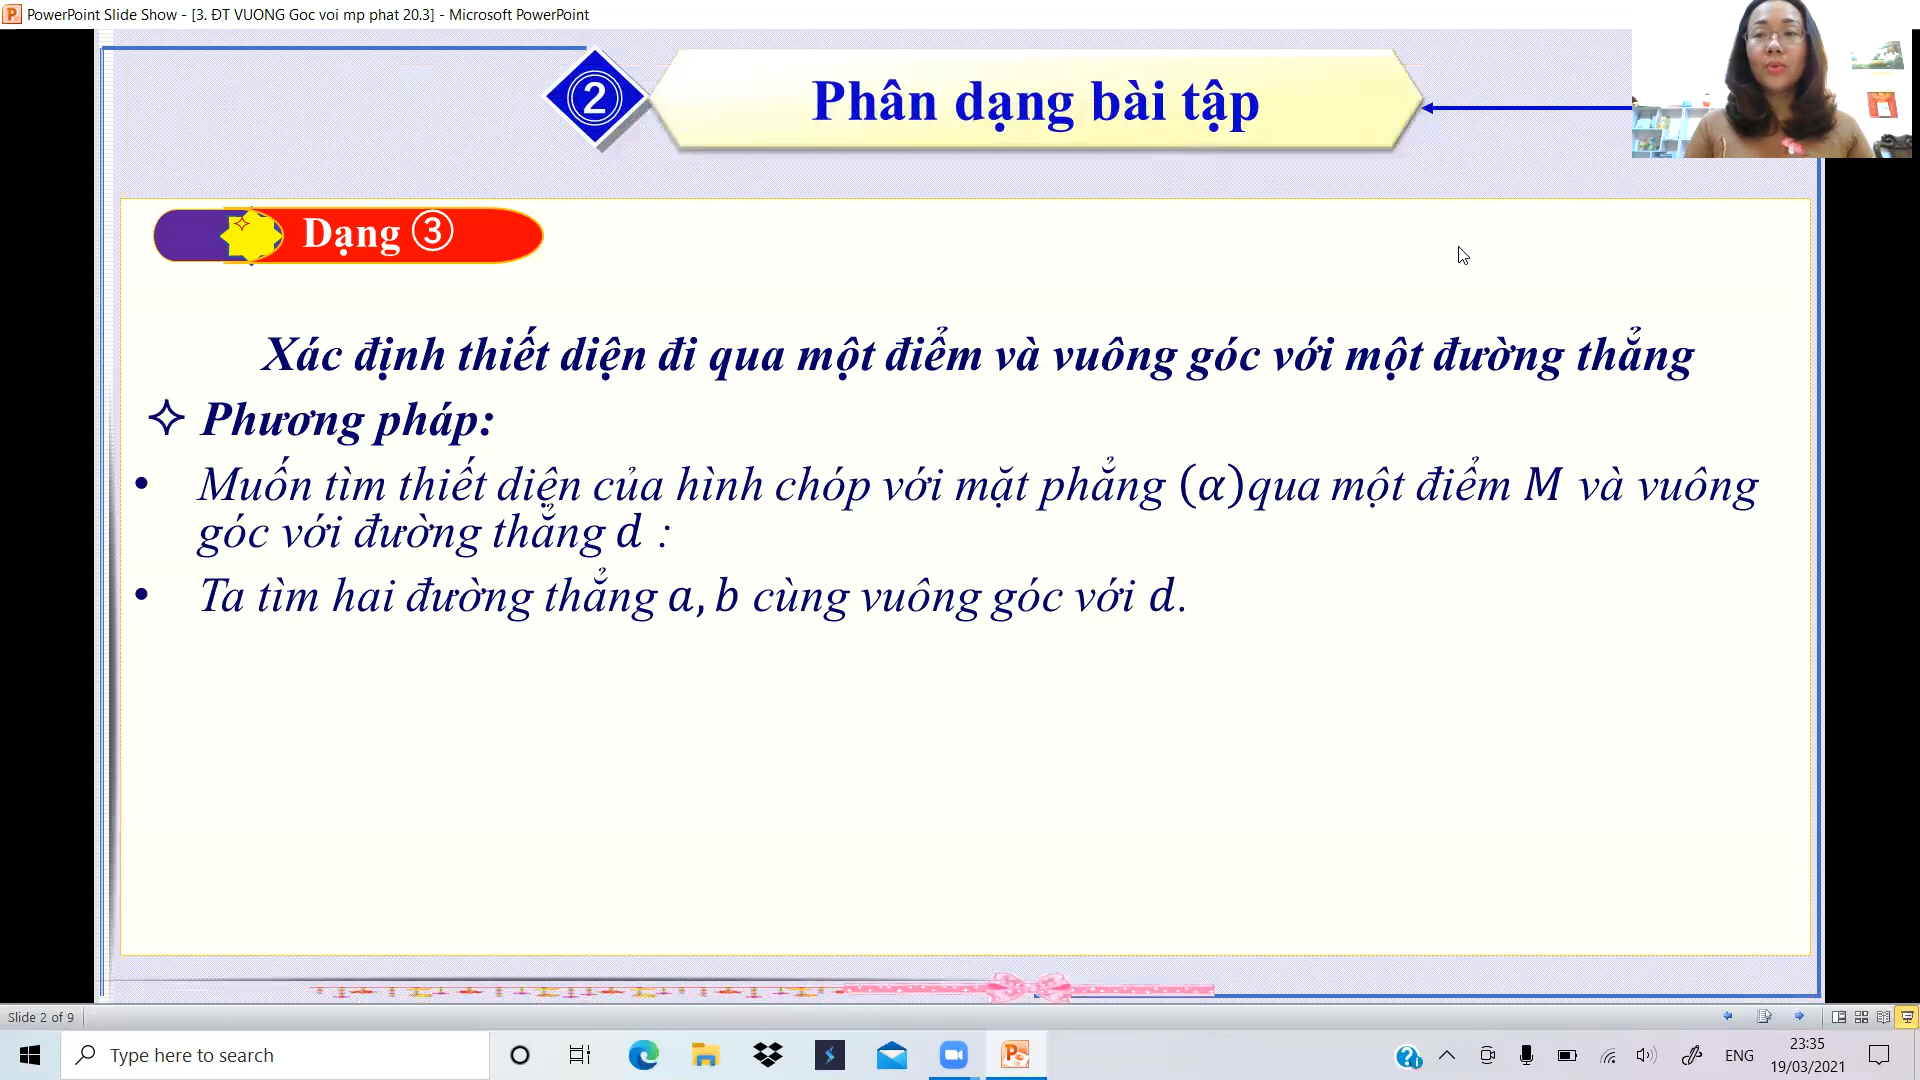 PowerPoint Slide Show - [3. ĐT VUONG Goc voi mp phat 20.3] - Microsoft PowerPoint
2 Phân dạng bài tập
Dạng ③
Xác định thiết diện đi qua một điểm và vuông góc với một đường thẳng
✧ Phương pháp:
• Muốn tìm thiết diện của hình chóp với mặt phẳng (α)qua một điểm M và vuông
góc với đường thẳng d :
• Ta tìm hai đường thẳng a, b cùng vuông góc với d.
Slide 2 of 9
Type here to search
ENG
23:35
19/03/2021